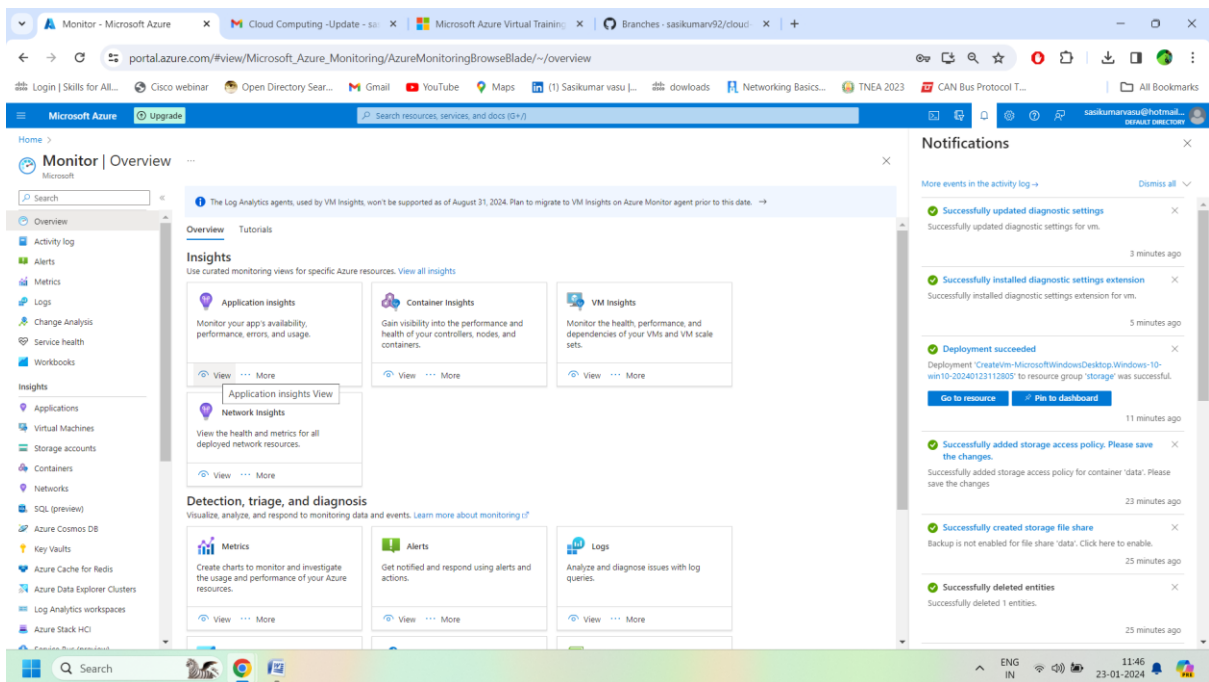 Monitor - Microsoft Azure
Cloud Computing -Update - sas
Microsoft Azure Virtual Training
Branches - sasikumarv92/cloud-
portal.azure.com/#view/Microsoft_Azure_Monitoring/AzureMonitoringBrowseBlade/~/overview
Login | Skills for All...
Cisco webinar
Open Directory Sear...
Gmail
YouTube
Maps
(1) Sasikumar vasu |...
dowloads
Networking Basics...
TNEA 2023
CAN Bus Protocol T...
All Bookmarks
Microsoft Azure
Upgrade
Search resources, services, and docs (G+/)
sasikumarvasu@hotmail...
DEFAULT DIRECTORY
Home >
Monitor | Overview ...
Microsoft
Search
Overview
Activity log
Alerts
Metrics
Logs
Change Analysis
Service health
Workbooks
Insights
Applications
Virtual Machines
Storage accounts
Containers
Networks
SQL (preview)
Azure Cosmos DB
Key Vaults
Azure Cache for Redis
Azure Data Explorer Clusters
Log Analytics workspaces
Azure Stack HCI
Service Bus (preview)
The Log Analytics agents, used by VM Insights, won't be supported as of August 31, 2024. Plan to migrate to VM Insights on Azure Monitor agent prior to this date. →
Overview Tutorials
Insights
Use curated monitoring views for specific Azure resources. View all insights
Application insights
Monitor your app's availability,
performance, errors, and usage.
View ··· More
Application insights View
Container Insights
Gain visibility into the performance and
health of your controllers, nodes, and
containers.
View ··· More
VM Insights
Monitor the health, performance, and
dependencies of your VMs and VM scale
sets.
View ··· More
Network Insights
View the health and metrics for all
deployed network resources.
View ··· More
Detection, triage, and diagnosis
Visualize, analyze, and respond to monitoring data and events. Learn more about monitoring
Metrics
Create charts to monitor and investigate
the usage and performance of your Azure
resources.
View ··· More
Alerts
Get notified and respond using alerts and
actions.
View ··· More
Logs
Analyze and diagnose issues with log
queries.
View ··· More
Notifications
More events in the activity log →
Dismiss all
Successfully updated diagnostic settings
Successfully updated diagnostic settings for vm.
3 minutes ago
Successfully installed diagnostic settings extension
Successfully installed diagnostic settings extension for vm.
5 minutes ago
Deployment succeeded
Deployment 'CreateVm-MicrosoftWindowsDesktop.Windows-10-
win10-20240123112805' to resource group 'storage' was successful.
Go to resource
Pin to dashboard
11 minutes ago
Successfully added storage access policy. Please save
the changes.
Successfully added storage access policy for container 'data'. Please
save the changes
23 minutes ago
Successfully created storage file share
Backup is not enabled for file share 'data'. Click here to enable.
25 minutes ago
Successfully deleted entities
Successfully deleted 1 entities.
25 minutes ago
Search
ENG
IN
11:46
23-01-2024
PRE